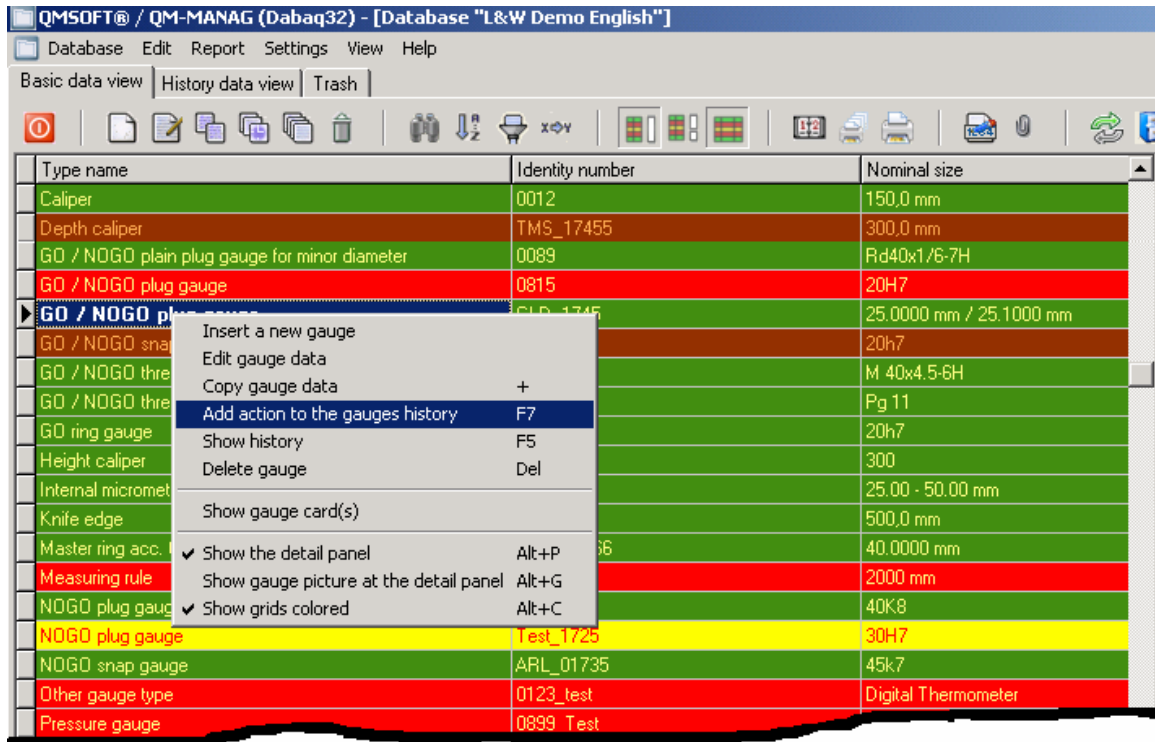 QMSOFT® / QM-MANAG (Dabaq32) - [Database "L&W Demo English"]
Database Edit Report Settings View Help
Basic data view History data view Trash
Type name Identity number Nominal size
Caliper 0012 150,0 mm
Depth caliper TMS_17455 300,0 mm
GO / NOGO plain plug gauge for minor diameter 0089 Rd40x1/6-7H
GO / NOGO plug gauge 0815 20H7
GO / NOGO plug gauge 1745 25.0000 mm / 25.1000 mm
Insert a new gauge
GO / NOGO sna 20h7
Edit gauge data
GO / NOGO thre M 40x4.5-6H
Copy gauge data +
GO / NOGO thre Pg 11
Add action to the gauges history F7
GO ring gauge 20h7
Show history F5
Height caliper 300
Delete gauge Del
Internal micromet 25.00 - 50.00 mm
Show gauge card(s)
Knife edge 500,0 mm
Master ring acc. 66 40.0000 mm
Show the detail panel Alt+P
Measuring rule 2000 mm
Show gauge picture at the detail panel Alt+G
NOGO plug gaug 40K8
Show grids colored Alt+C
NOGO plug gauge Test_1725 30H7
NOGO snap gauge ARL_01735 45k7
Other gauge type 0123_test Digital Thermometer
Pressure gauge 0899 Test